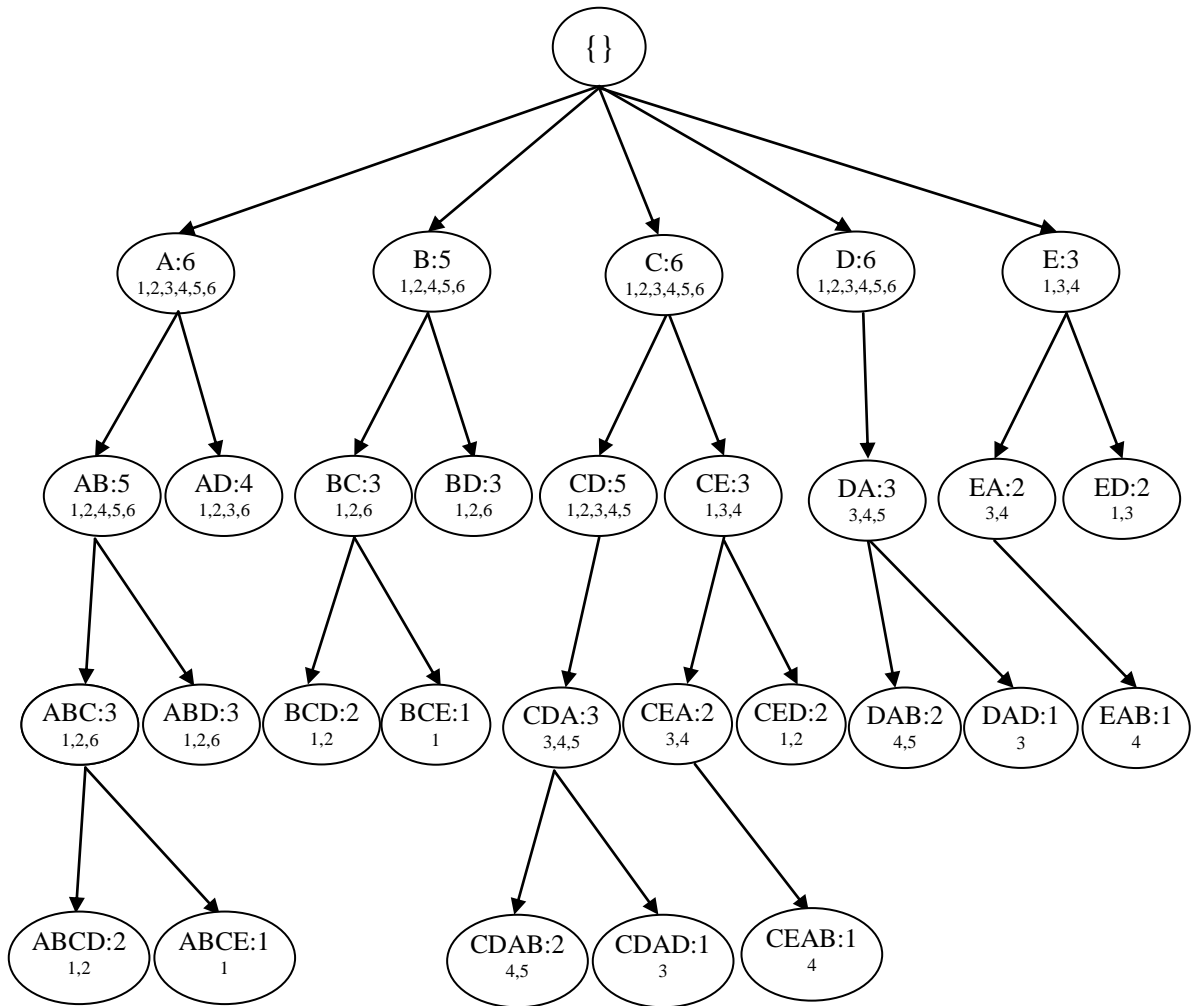 {}
A:6
1,2,3,4,5,6
B:5
1,2,4,5,6
C:6
1,2,3,4,5,6
D:6
1,2,3,4,5,6
E:3
1,3,4
AB:5
1,2,4,5,6
AD:4
1,2,3,6
BC:3
1,2,6
BD:3
1,2,6
CD:5
1,2,3,4,5
CE:3
1,3,4
DA:3
3,4,5
EA:2
3,4
ED:2
1,3
ABC:3
1,2,6
ABD:3
1,2,6
BCD:2
1,2
BCE:1
1
CDA:3
3,4,5
CEA:2
3,4
CED:2
1,2
DAB:2
4,5
DAD:1
3
EAB:1
4
ABCD:2
1,2
ABCE:1
1
CDAB:2
4,5
CDAD:1
3
CEAB:1
4